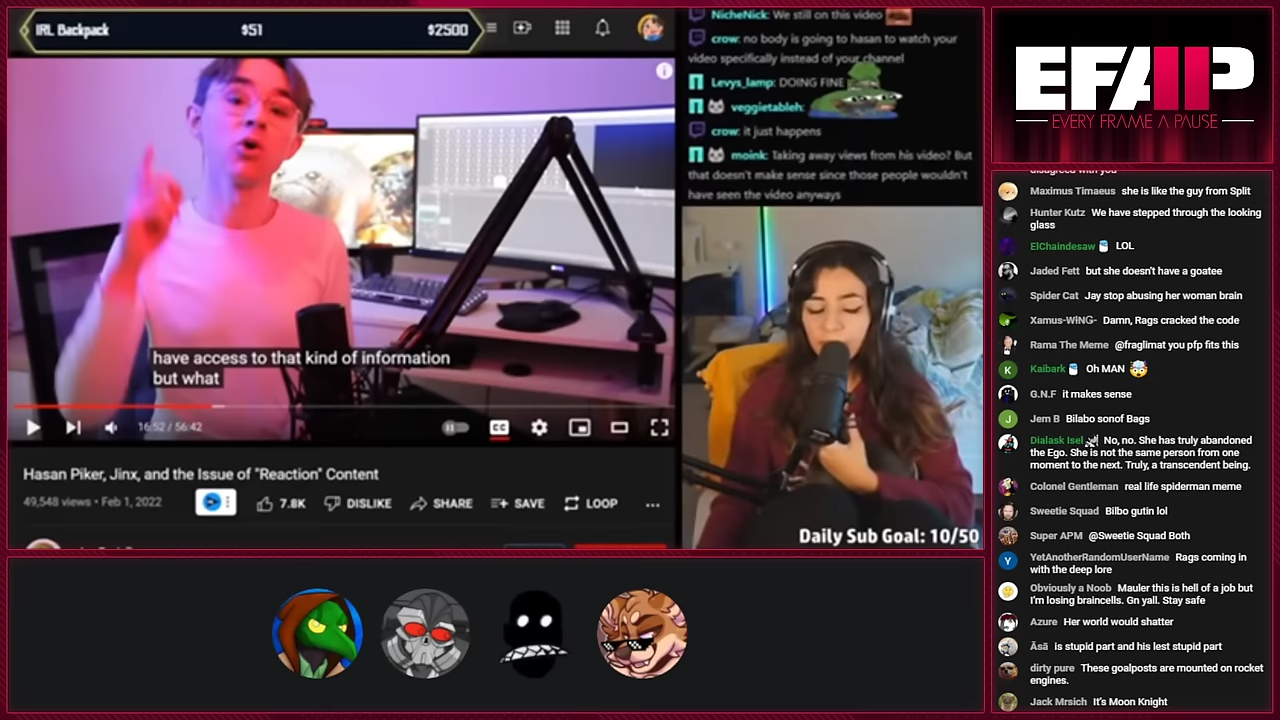 IRL Backpack $51 $2500
NicheNick: We still on this video
crow: no body is going to hasan to watch your
video specifically instead of your channel
Levys_lamp: DOING FINE
veggietableh:
crow: it just happens
moink: Taking away views from his video? But
that doesn't make sense since those people wouldn't
have seen the video anyways
have access to that kind of information
but what
16:52 / 56:42
CC
Hasan Piker, Jinx, and the Issue of "Reaction" Content
49,548 views • Feb 1, 2022
7.8K DISLIKE SHARE SAVE LOOP
Daily Sub Goal: 10/50
EFAP
EVERY FRAME A PAUSE
disagreed with you
Maximus Timaeus she is like the guy from Split
Hunter Kutz We have stepped through the looking
glass
ElChaindesaw LOL
Jaded Fett but she doesn't have a goatee
Spider Cat Jay stop abusing her woman brain
Xamus-WING- Damn, Rags cracked the code
Rama The Meme @fraglimat you pfp fits this
K
Kaibark Oh MAN 🤯
G.N.F it makes sense
J
Jem B Bilabo sonof Bags
Dialask Isel No, no. She has truly abandoned
the Ego. She is not the same person from one
moment to the next. Truly, a transcendent being.
Colonel Gentleman real life spiderman meme
Sweetie Squad Bilbo gutin lol
Super APM @Sweetie Squad Both
Y
YetAnotherRandomUserName Rags coming in
with the deep lore
Obviously a Noob Mauler this is hell of a job but
I'm losing braincells. Gn yall. Stay safe
Azure Her world would shatter
Äsä is stupid part and his lest stupid part
dirty pure These goalposts are mounted on rocket
engines.
Jack Mrsich It's Moon Knight